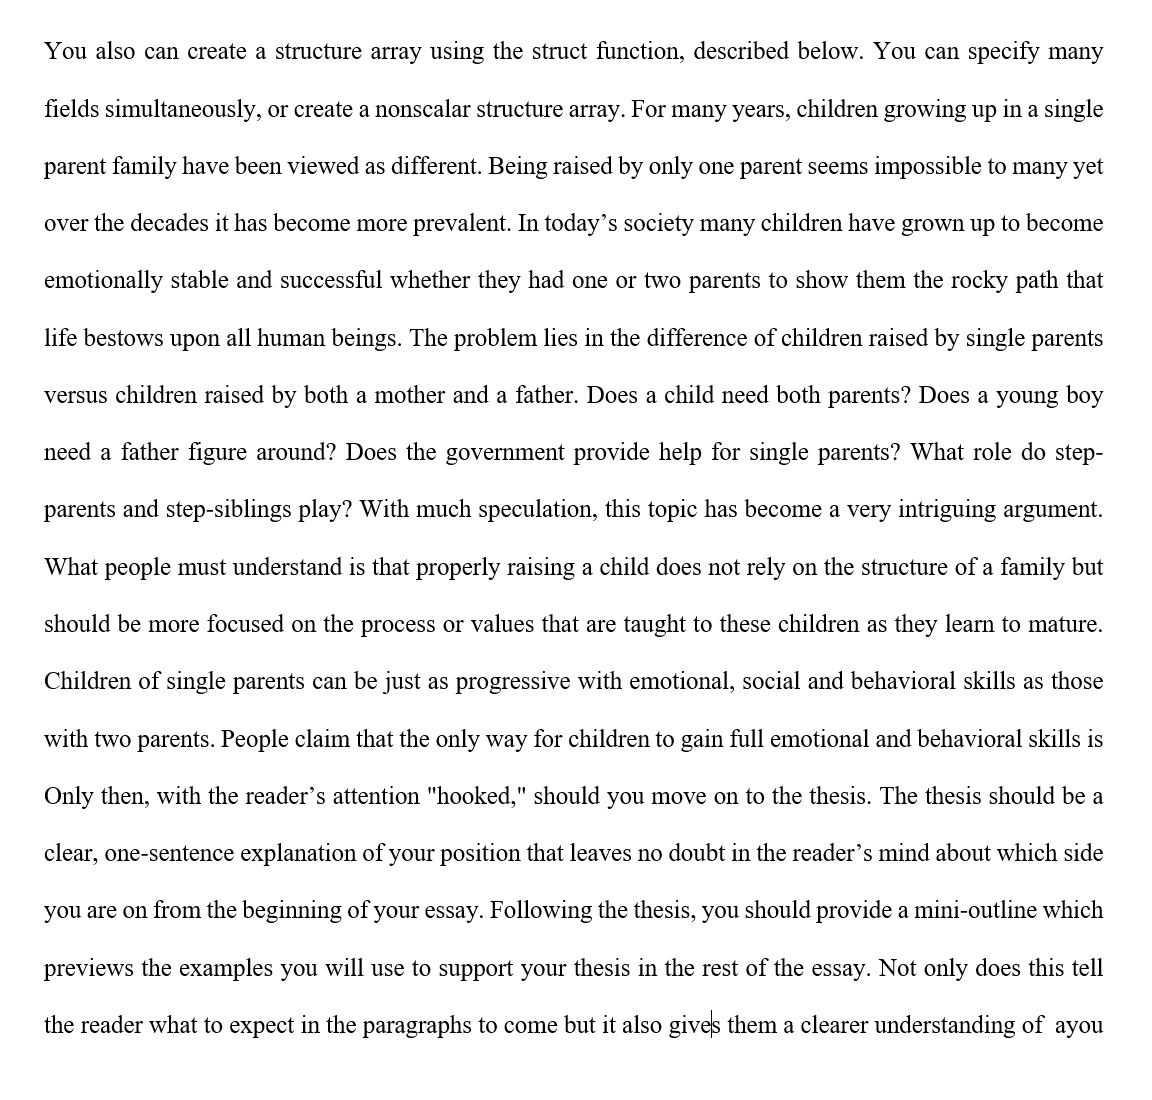 You also can create a structure array using the struct function, described below. You can specify many
fields simultaneously, or create a nonscalar structure array. For many years, children growing up in a single
parent family have been viewed as different. Being raised by only one parent seems impossible to many yet
over the decades it has become more prevalent. In today’s society many children have grown up to become
emotionally stable and successful whether they had one or two parents to show them the rocky path that
life bestows upon all human beings. The problem lies in the difference of children raised by single parents
versus children raised by both a mother and a father. Does a child need both parents? Does a young boy
need a father figure around? Does the government provide help for single parents? What role do step-
parents and step-siblings play? With much speculation, this topic has become a very intriguing argument.
What people must understand is that properly raising a child does not rely on the structure of a family but
should be more focused on the process or values that are taught to these children as they learn to mature.
Children of single parents can be just as progressive with emotional, social and behavioral skills as those
with two parents. People claim that the only way for children to gain full emotional and behavioral skills is
Only then, with the reader’s attention "hooked," should you move on to the thesis. The thesis should be a
clear, one-sentence explanation of your position that leaves no doubt in the reader’s mind about which side
you are on from the beginning of your essay. Following the thesis, you should provide a mini-outline which
previews the examples you will use to support your thesis in the rest of the essay. Not only does this tell
the reader what to expect in the paragraphs to come but it also gives them a clearer understanding of  ayou